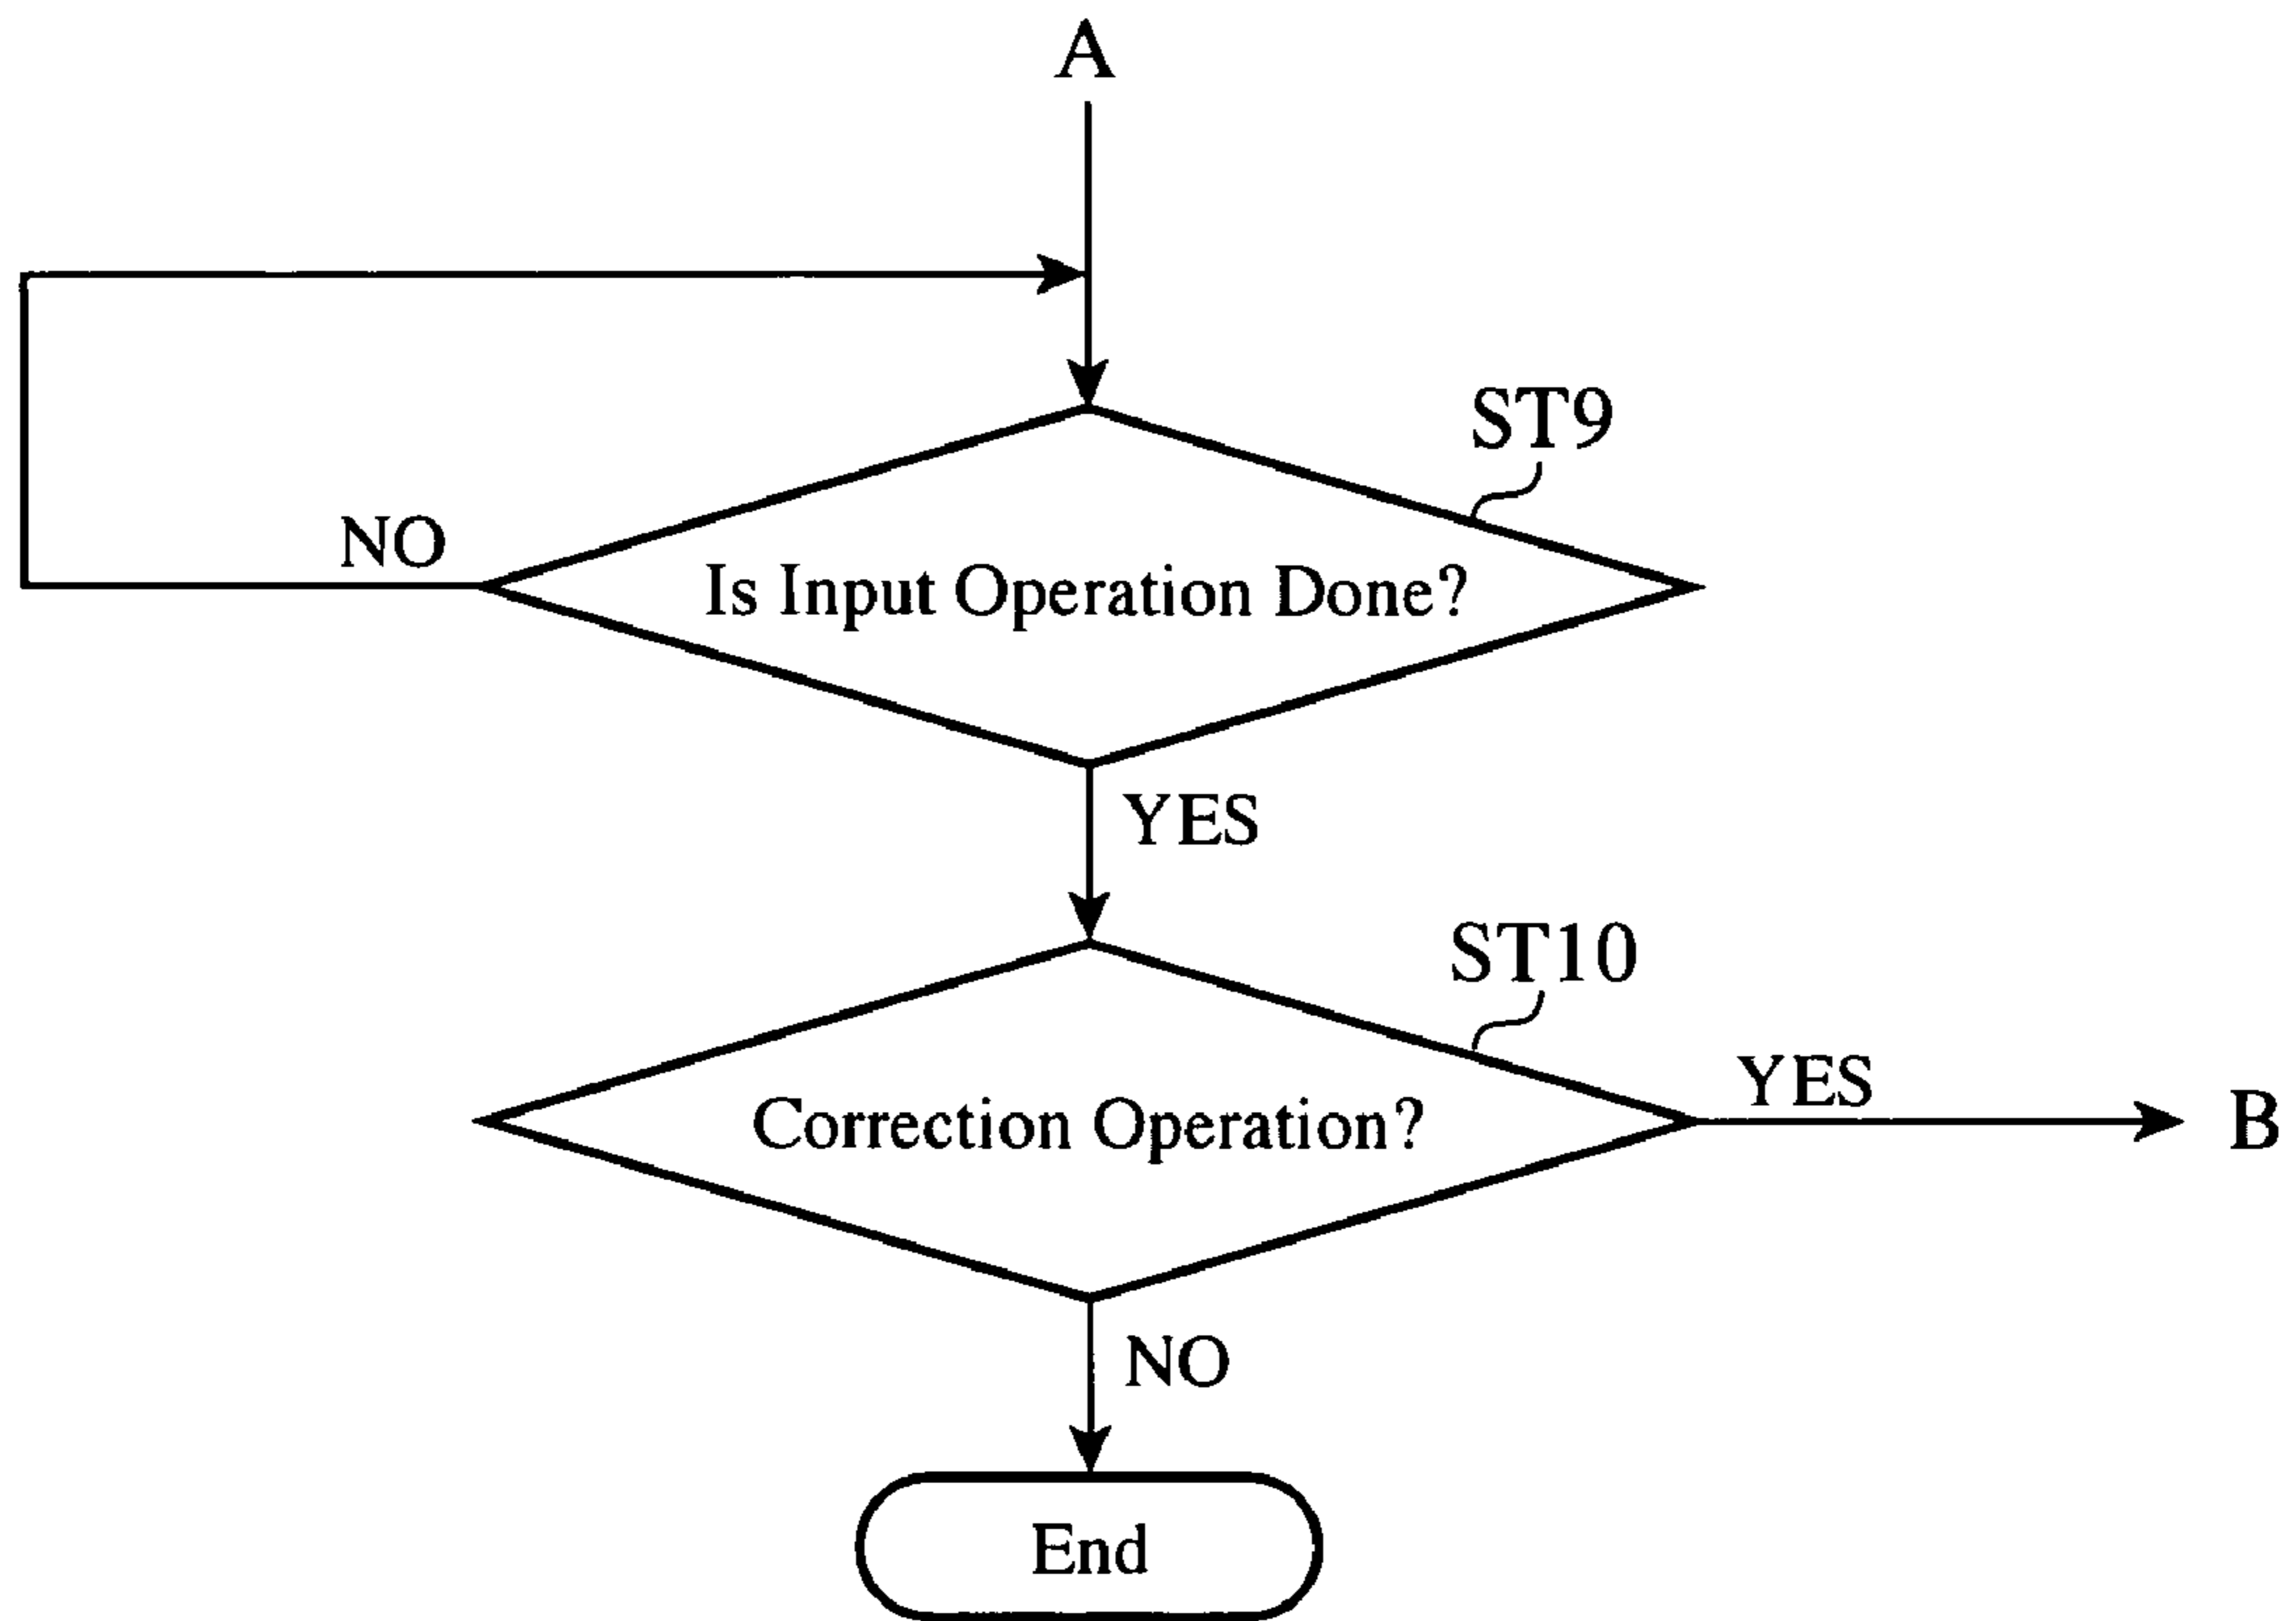 A
ST9
NO
Is Input Operation Done?
YES
ST10
Correction Operation?
YES
B
NO
End